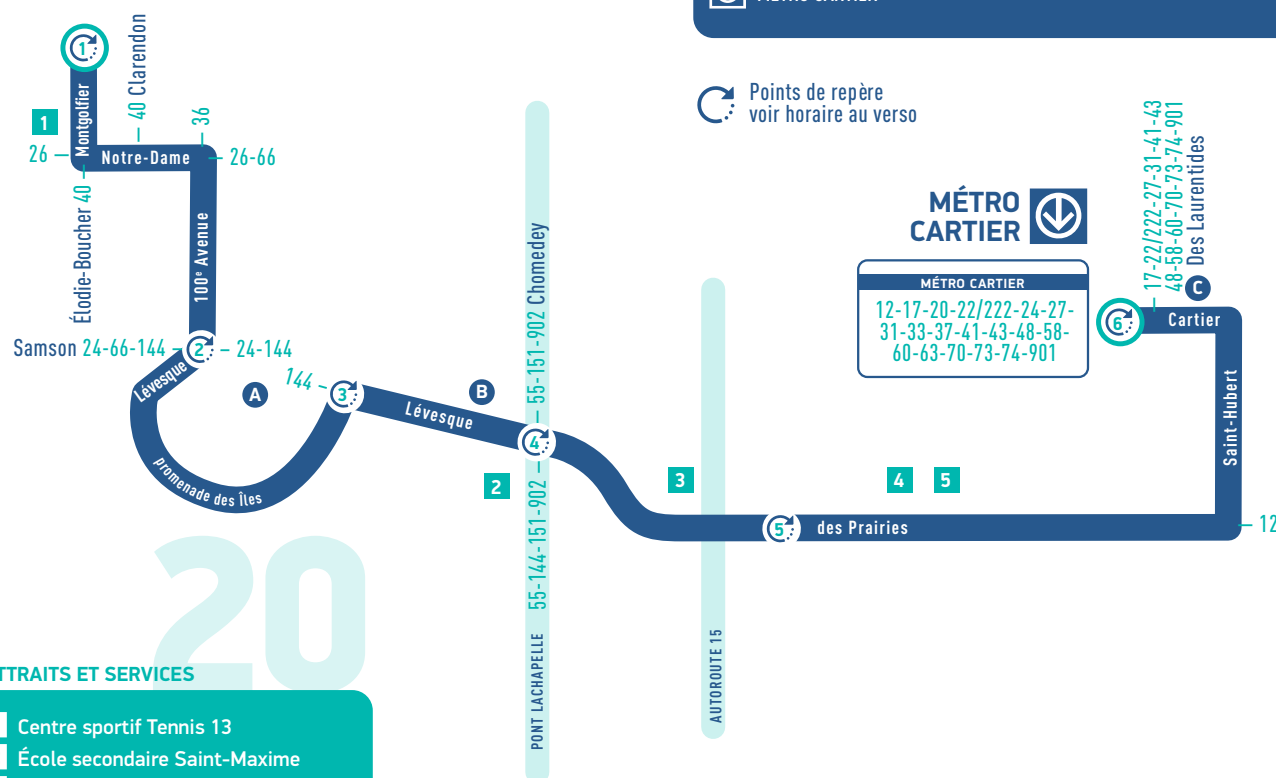 Points de repère
voir horaire au verso
1
Montgolfier
40 Clarendon
36
1
26
Notre-Dame
26-66
Élodie-Boucher 40
100e Avenue
Samson 24-66-144
2
24-144
Lévesque
A
144
3
promenade des Îles
Lévesque
B
55-151-902 Chomedey
4
2
55-144-151-902
PONT LACHAPELLE
3
AUTOROUTE 15
5
des Prairies
4
5
12
Saint-Hubert
Cartier
6
C
17-22/222-27-31-41-43
48-58-60-70-73-74-901
Des Laurentides
MÉTRO
CARTIER
MÉTRO CARTIER
12-17-20-22/222-24-27-
31-33-37-41-43-48-58-
60-63-70-73-74-901
20
TTRAITS ET SERVICES
Centre sportif Tennis 13
École secondaire Saint-Maxime